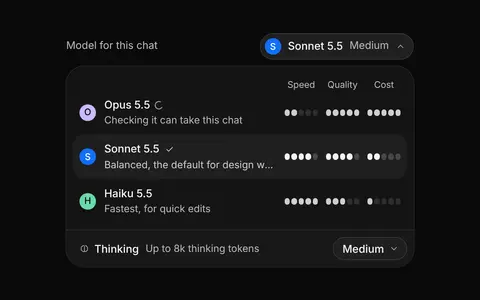 Model for this chat
S Sonnet 5.5 Medium
Speed Quality Cost
O Opus 5.5
Checking it can take this chat
S Sonnet 5.5
Balanced, the default for design w...
H Haiku 5.5
Fastest, for quick edits
Thinking Up to 8k thinking tokens Medium